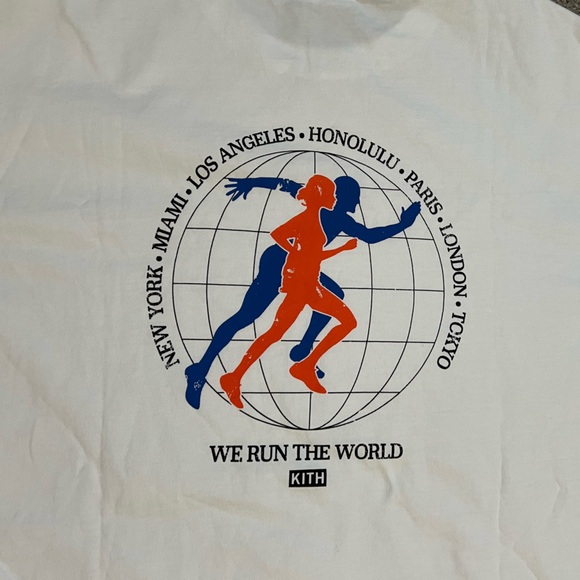 NEW YORK • MIAMI • LOS ANGELES • HONOLULU • PARIS • LONDON • TOKYO
WE RUN THE WORLD
KITH